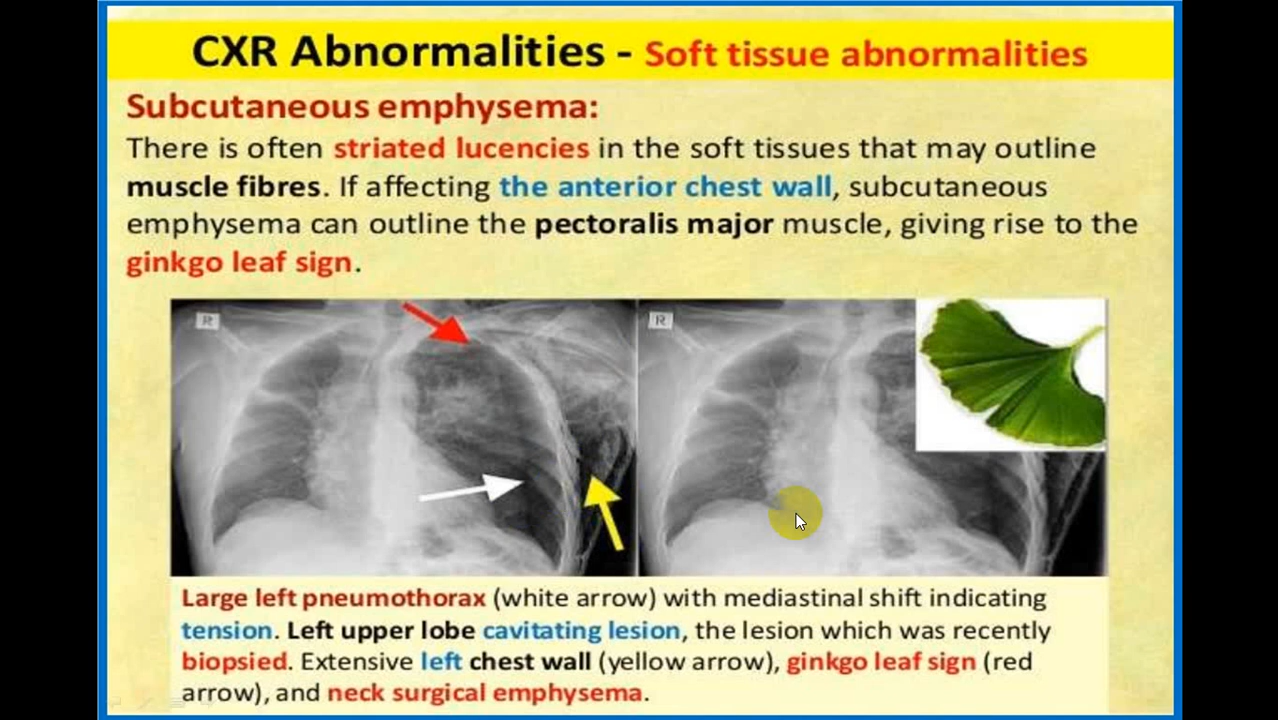 CXR Abnormalities - Soft tissue abnormalities
Subcutaneous emphysema:
There is often striated lucencies in the soft tissues that may outline
muscle fibres. If affecting the anterior chest wall, subcutaneous
emphysema can outline the pectoralis major muscle, giving rise to the
ginkgo leaf sign.
R
R
Large left pneumothorax (white arrow) with mediastinal shift indicating
tension. Left upper lobe cavitating lesion, the lesion which was recently
biopsied. Extensive left chest wall (yellow arrow), ginkgo leaf sign (red
arrow), and neck surgical emphysema.